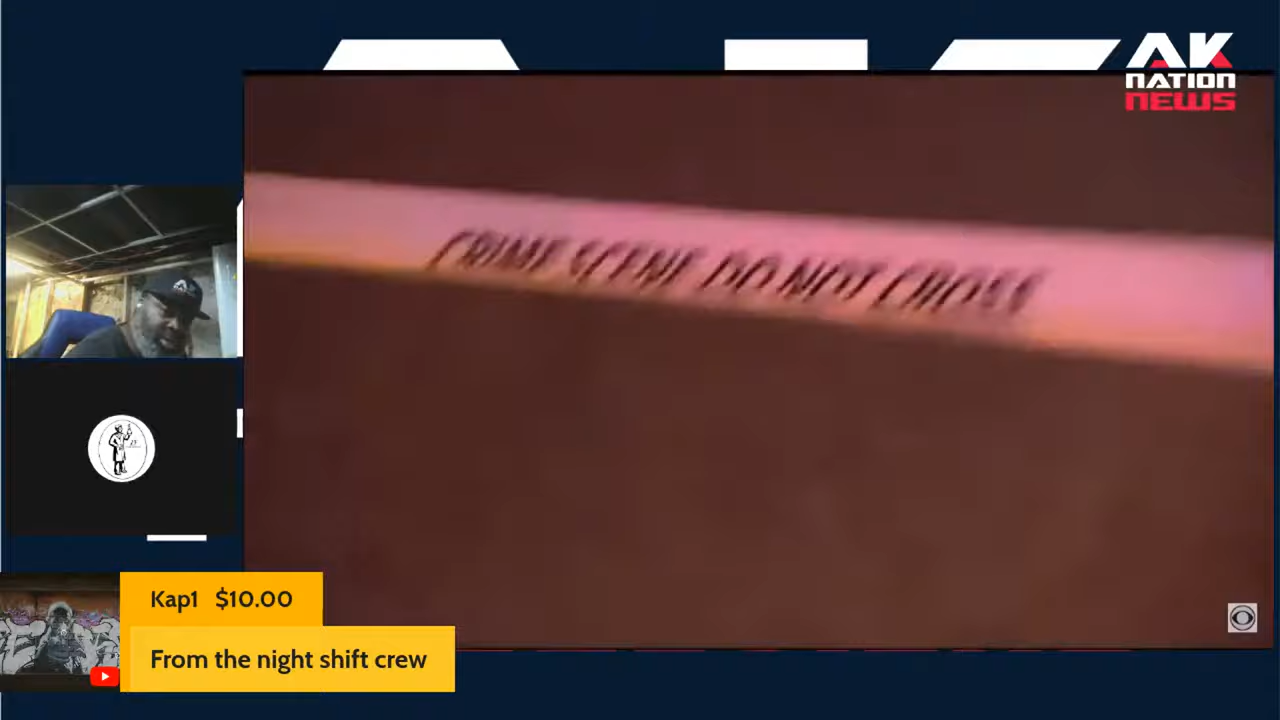 AK
NATION
NEWS
CRIME SCENE DO NOT CROSS
Kap1 $10.00
From the night shift crew